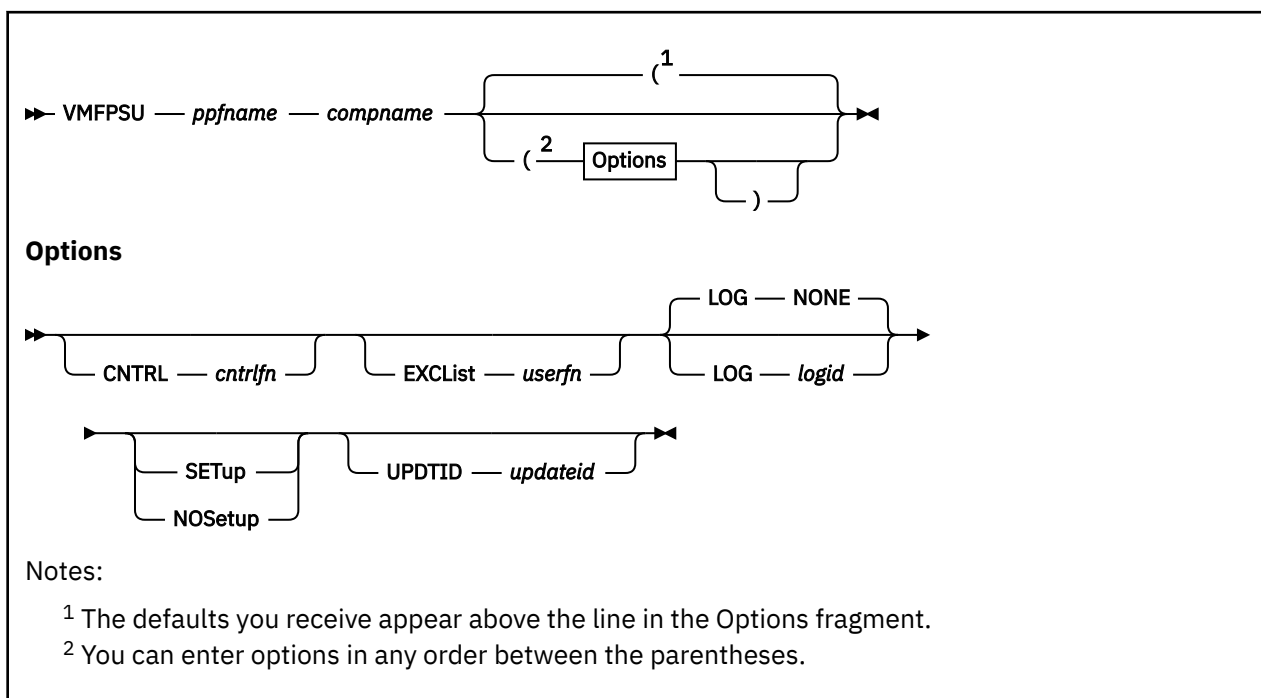 ( 1
VMFPSU ppfname compname
( 2 Options
)
Options
LOG NONE
CNTRL cntrlfn EXCList userfn LOG logid
SETup UPDTID updateid
NOSetup
Notes:
1 The defaults you receive appear above the line in the Options fragment.
2 You can enter options in any order between the parentheses.